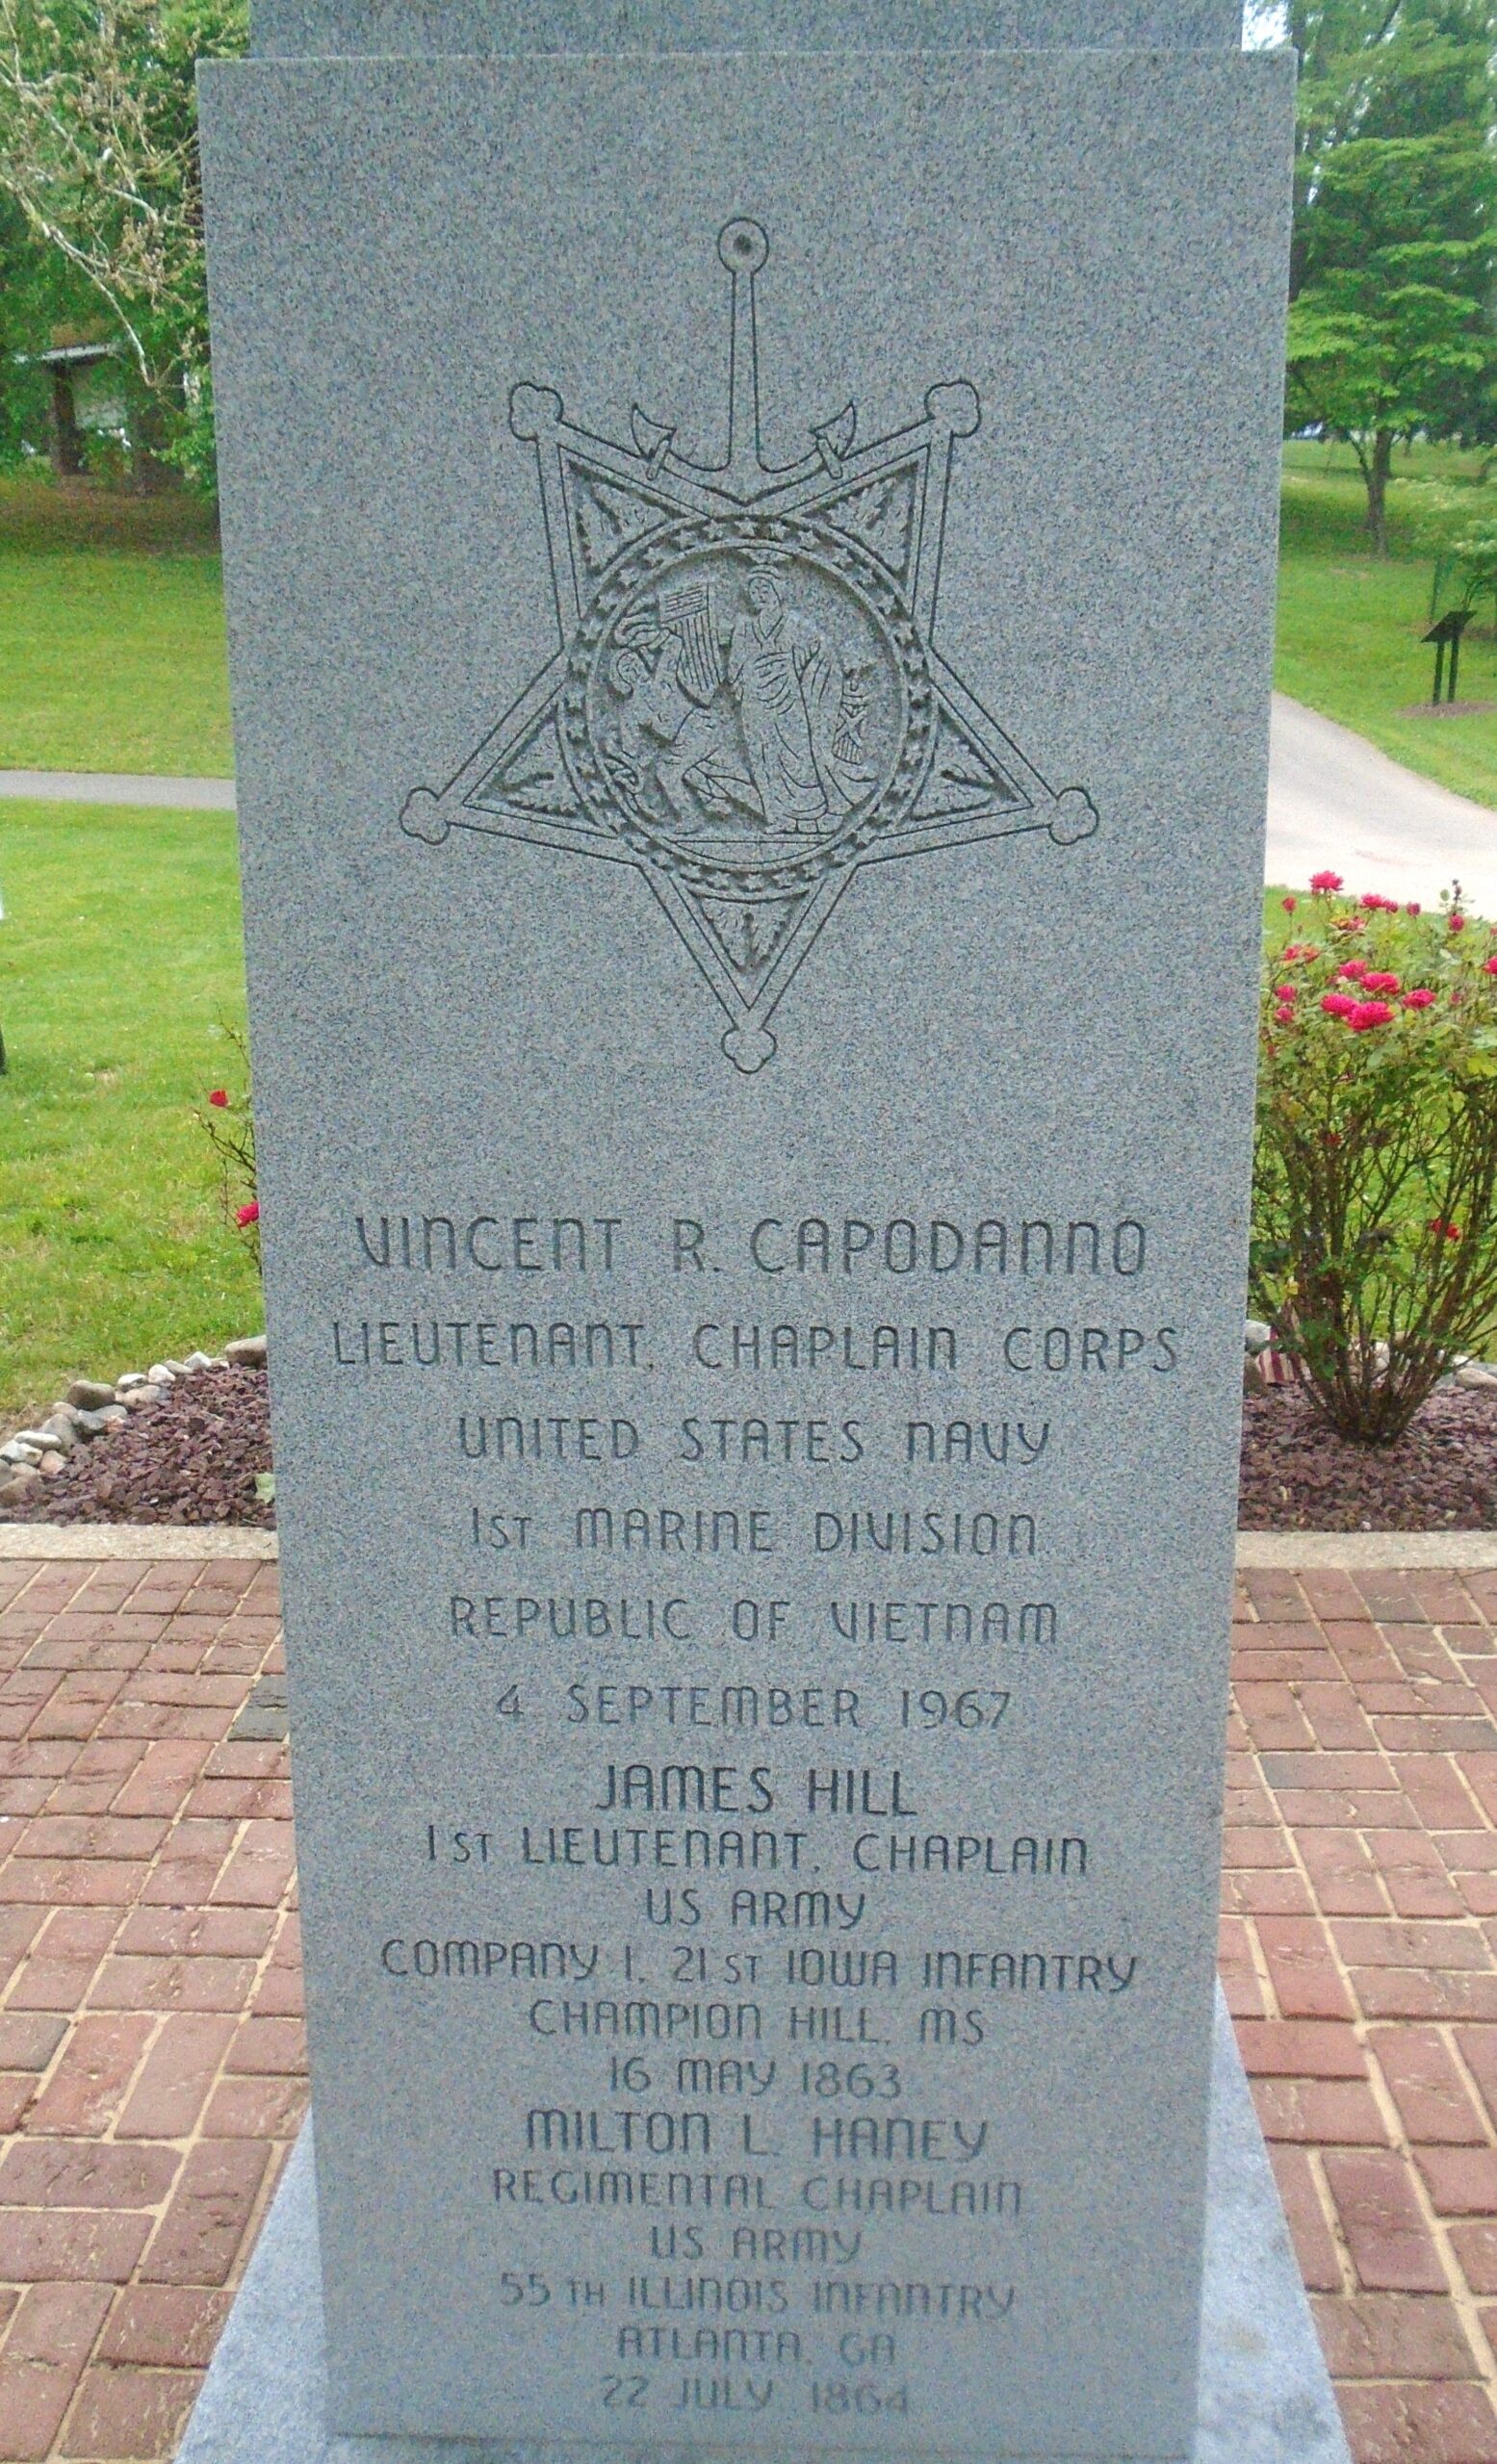 VINCENT R. CAPODANNO
LIEUTENANT, CHAPLAIN CORPS
UNITED STATES NAVY
1ST MARINE DIVISION
REPUBLIC OF VIETNAM
4 SEPTEMBER 1967
JAMES HILL
1ST LIEUTENANT, CHAPLAIN
US ARMY
COMPANY I, 21ST IOWA INFANTRY
CHAMPION HILL, MS
16 MAY 1863
MILTON L. HANEY
REGIMENTAL CHAPLAIN
US ARMY
55TH ILLINOIS INFANTRY
ATLANTA, GA
22 JULY 1864